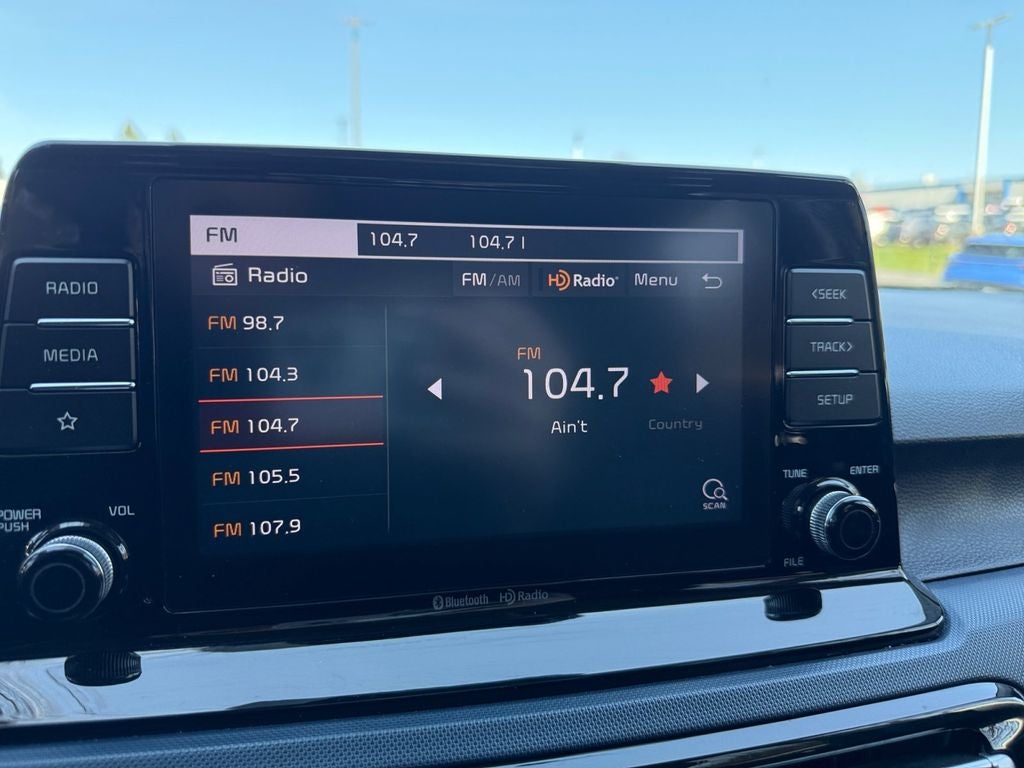 FM 104.7 104.7 |
Radio FM/AM HD Radio Menu
FM 98.7
FM 104.3
FM 104.7
FM 105.5
FM 107.9
FM
104.7
Ain't Country
SCAN
RADIO
MEDIA
POWER
PUSH
VOL
<SEEK
TRACK>
SETUP
TUNE
ENTER
FILE
Bluetooth HD Radio